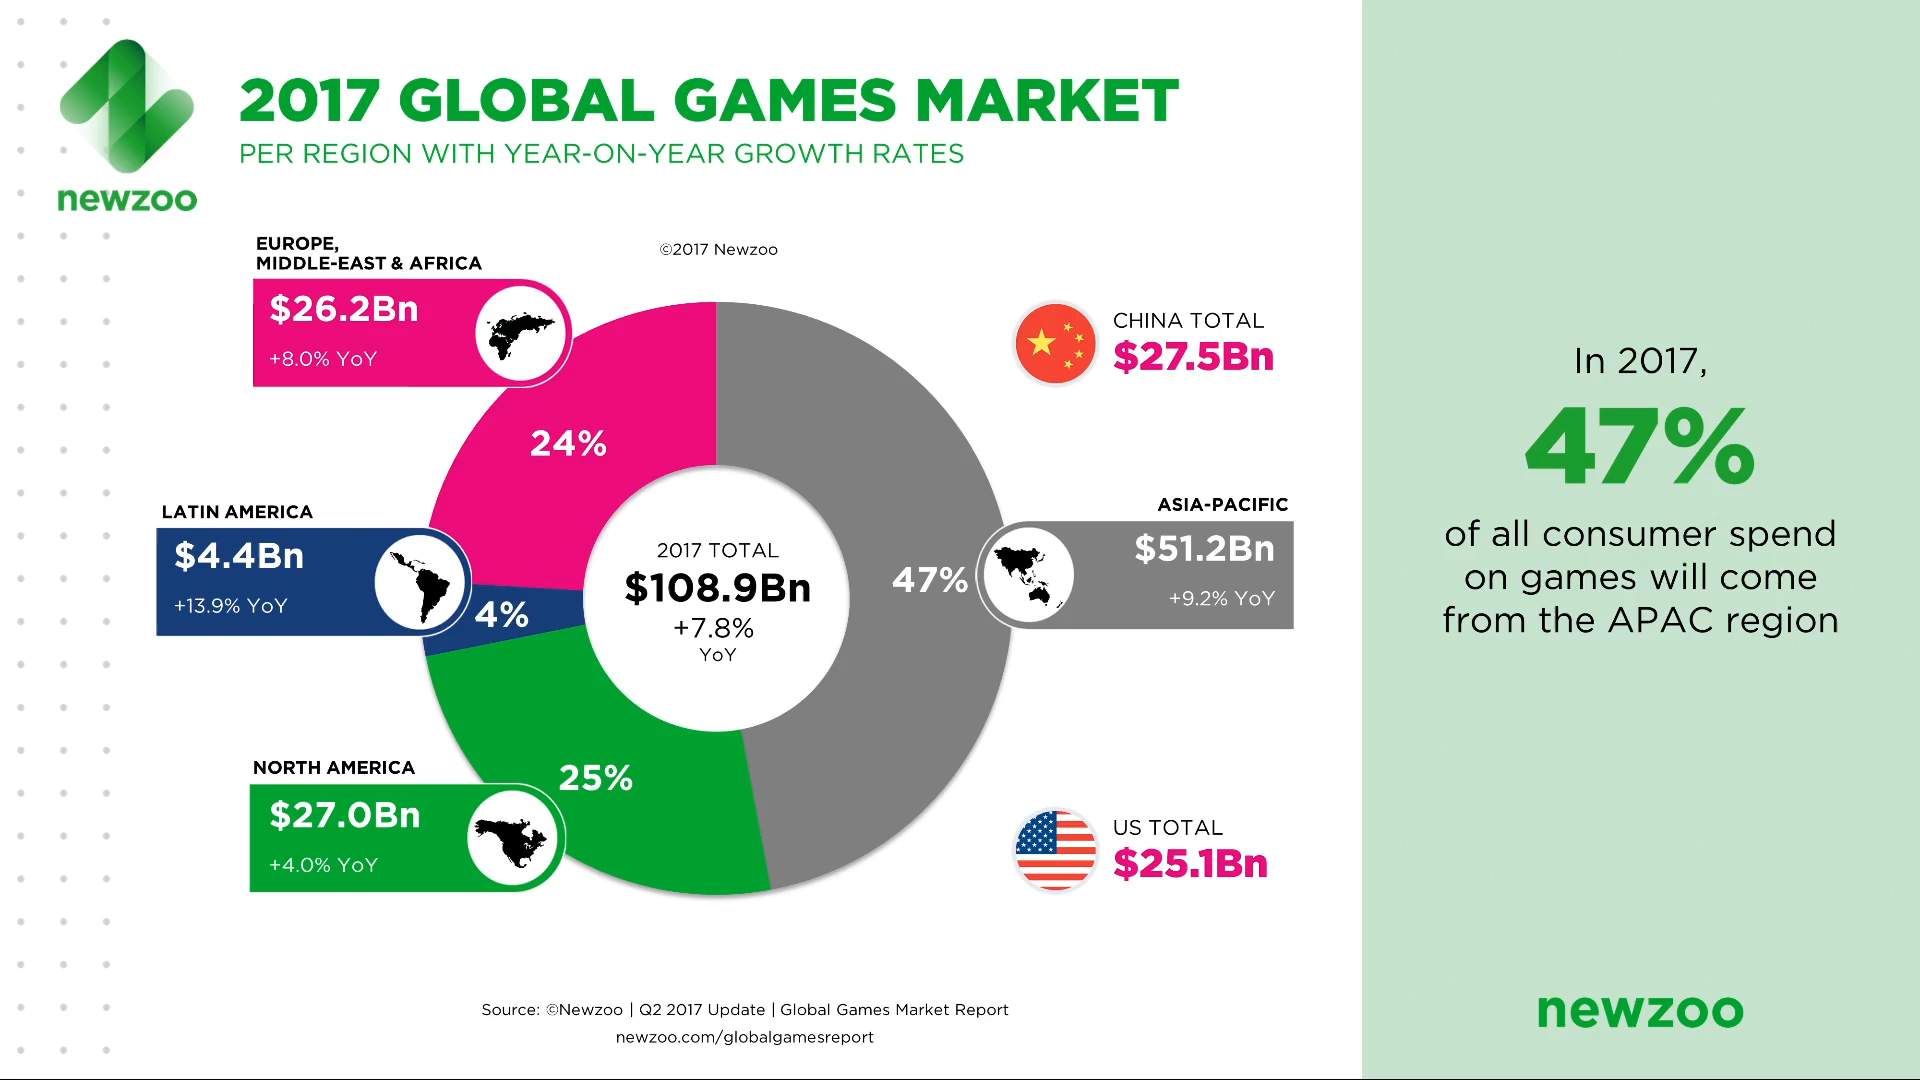 newzoo
2017 GLOBAL GAMES MARKET
PER REGION WITH YEAR-ON-YEAR GROWTH RATES
©2017 Newzoo
EUROPE,
MIDDLE-EAST & AFRICA
$26.2Bn
+8.0% YoY
24%
LATIN AMERICA
$4.4Bn
+13.9% YoY
4%
NORTH AMERICA
$27.0Bn
+4.0% YoY
25%
2017 TOTAL
$108.9Bn
+7.8%
YoY
CHINA TOTAL
$27.5Bn
ASIA-PACIFIC
$51.2Bn
+9.2% YoY
47%
US TOTAL
$25.1Bn
Source: ©Newzoo | Q2 2017 Update | Global Games Market Report
newzoo.com/globalgamesreport
In 2017,
47%
of all consumer spend
on games will come
from the APAC region
newzoo